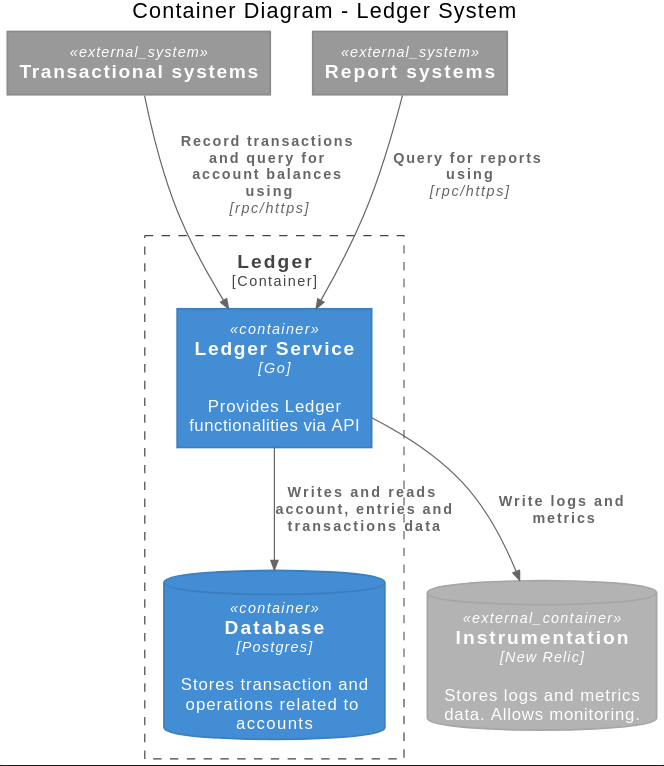 Container Diagram - Ledger System
«external_system»
Transactional systems
«external_system»
Report systems
Record transactions
and query for
account balances
using
[rpc/https]
Query for reports
using
[rpc/https]
Ledger
[Container]
«container»
Ledger Service
[Go]
Provides Ledger
functionalities via API
Writes and reads
account, entries and
transactions data
Write logs and
metrics
«container»
Database
[Postgres]
Stores transaction and
operations related to
accounts
«external_container»
Instrumentation
[New Relic]
Stores logs and metrics
data. Allows monitoring.